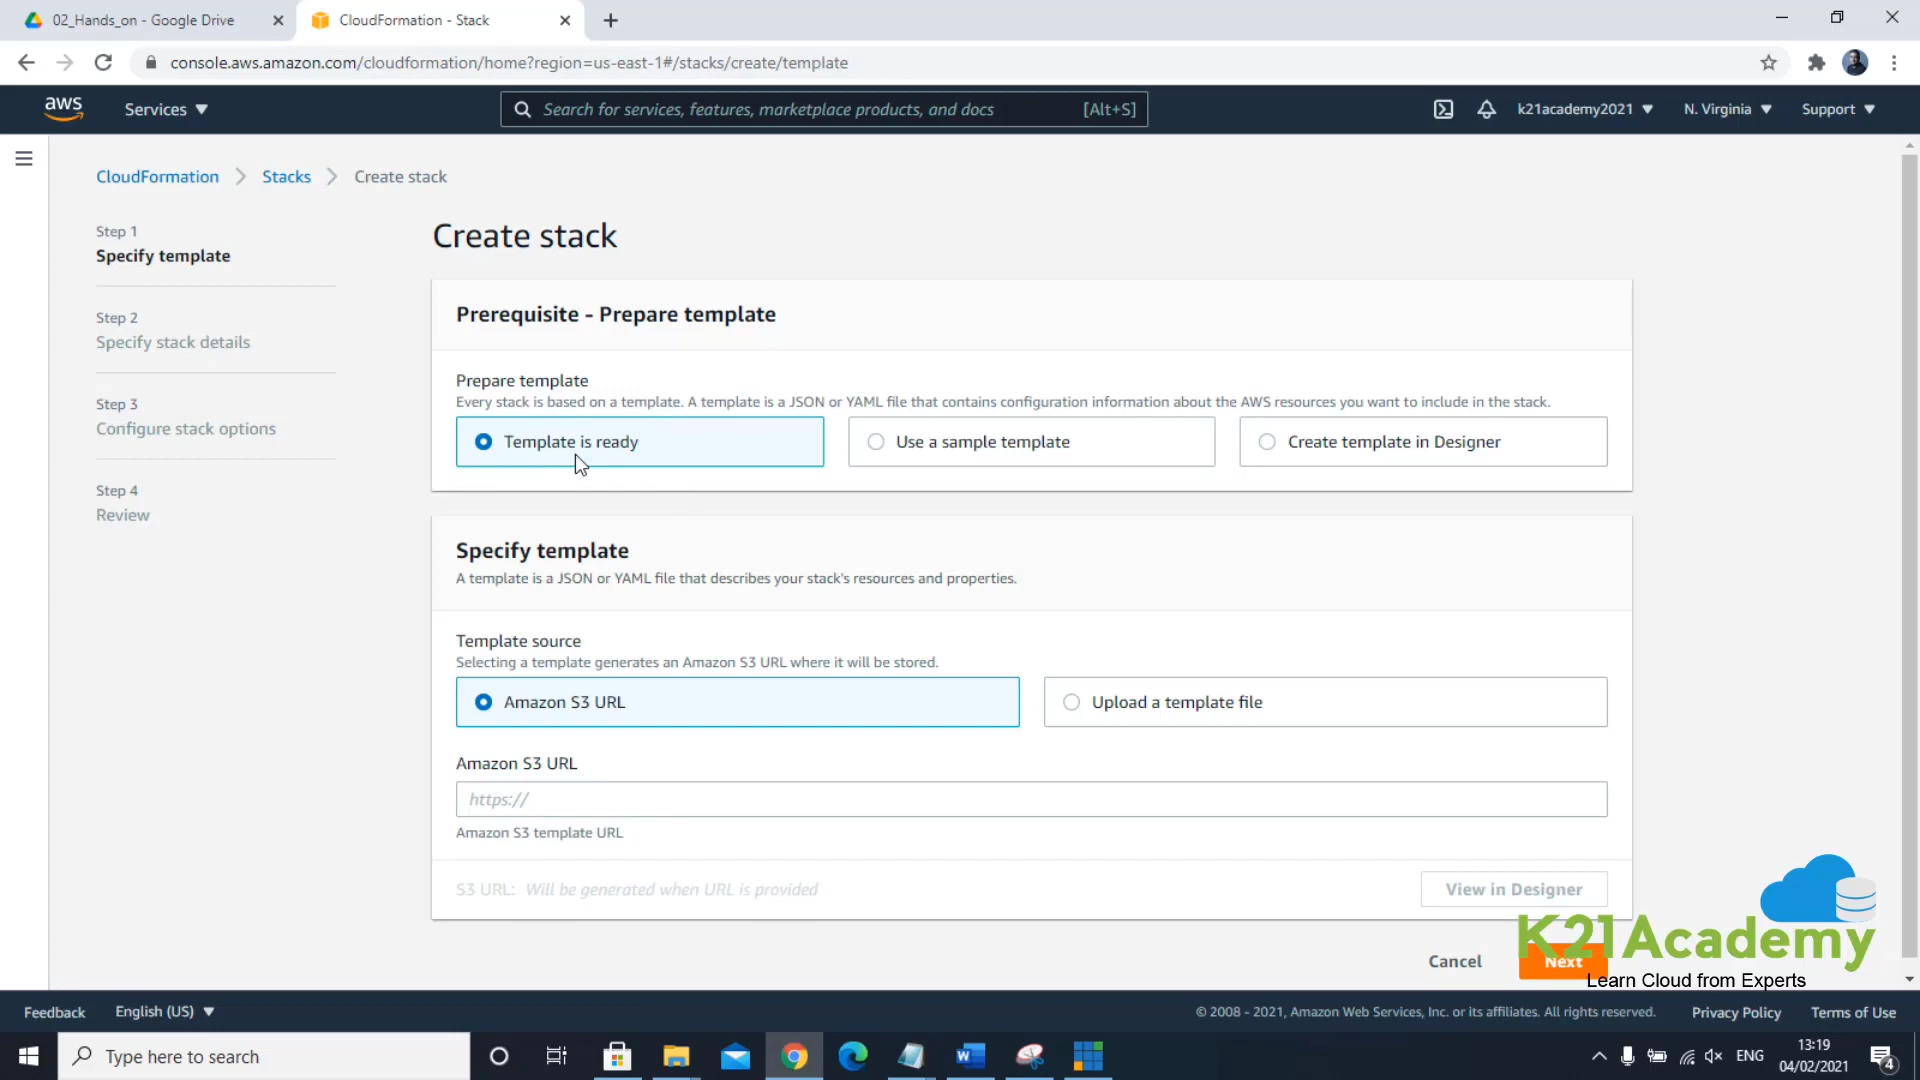 02_Hands_on - Google Drive
CloudFormation - Stack
console.aws.amazon.com/cloudformation/home?region=us-east-1#/stacks/create/template
aws
Services
Search for services, features, marketplace products, and docs
[Alt+S]
k21academy2021
N. Virginia
Support
CloudFormation
Stacks
Create stack
Step 1
Specify template
Step 2
Specify stack details
Step 3
Configure stack options
Step 4
Review
Create stack
Prerequisite - Prepare template
Prepare template
Every stack is based on a template. A template is a JSON or YAML file that contains configuration information about the AWS resources you want to include in the stack.
Template is ready
Use a sample template
Create template in Designer
Specify template
A template is a JSON or YAML file that describes your stack's resources and properties.
Template source
Selecting a template generates an Amazon S3 URL where it will be stored.
Amazon S3 URL
Upload a template file
Amazon S3 URL
https://
Amazon S3 template URL
S3 URL: Will be generated when URL is provided
View in Designer
Cancel
Next
K21Academy
Learn Cloud from Experts
Feedback
English (US)
© 2008 - 2021, Amazon Web Services, Inc. or its affiliates. All rights reserved.
Privacy Policy
Terms of Use
Type here to search
ENG
13:19
04/02/2021
4